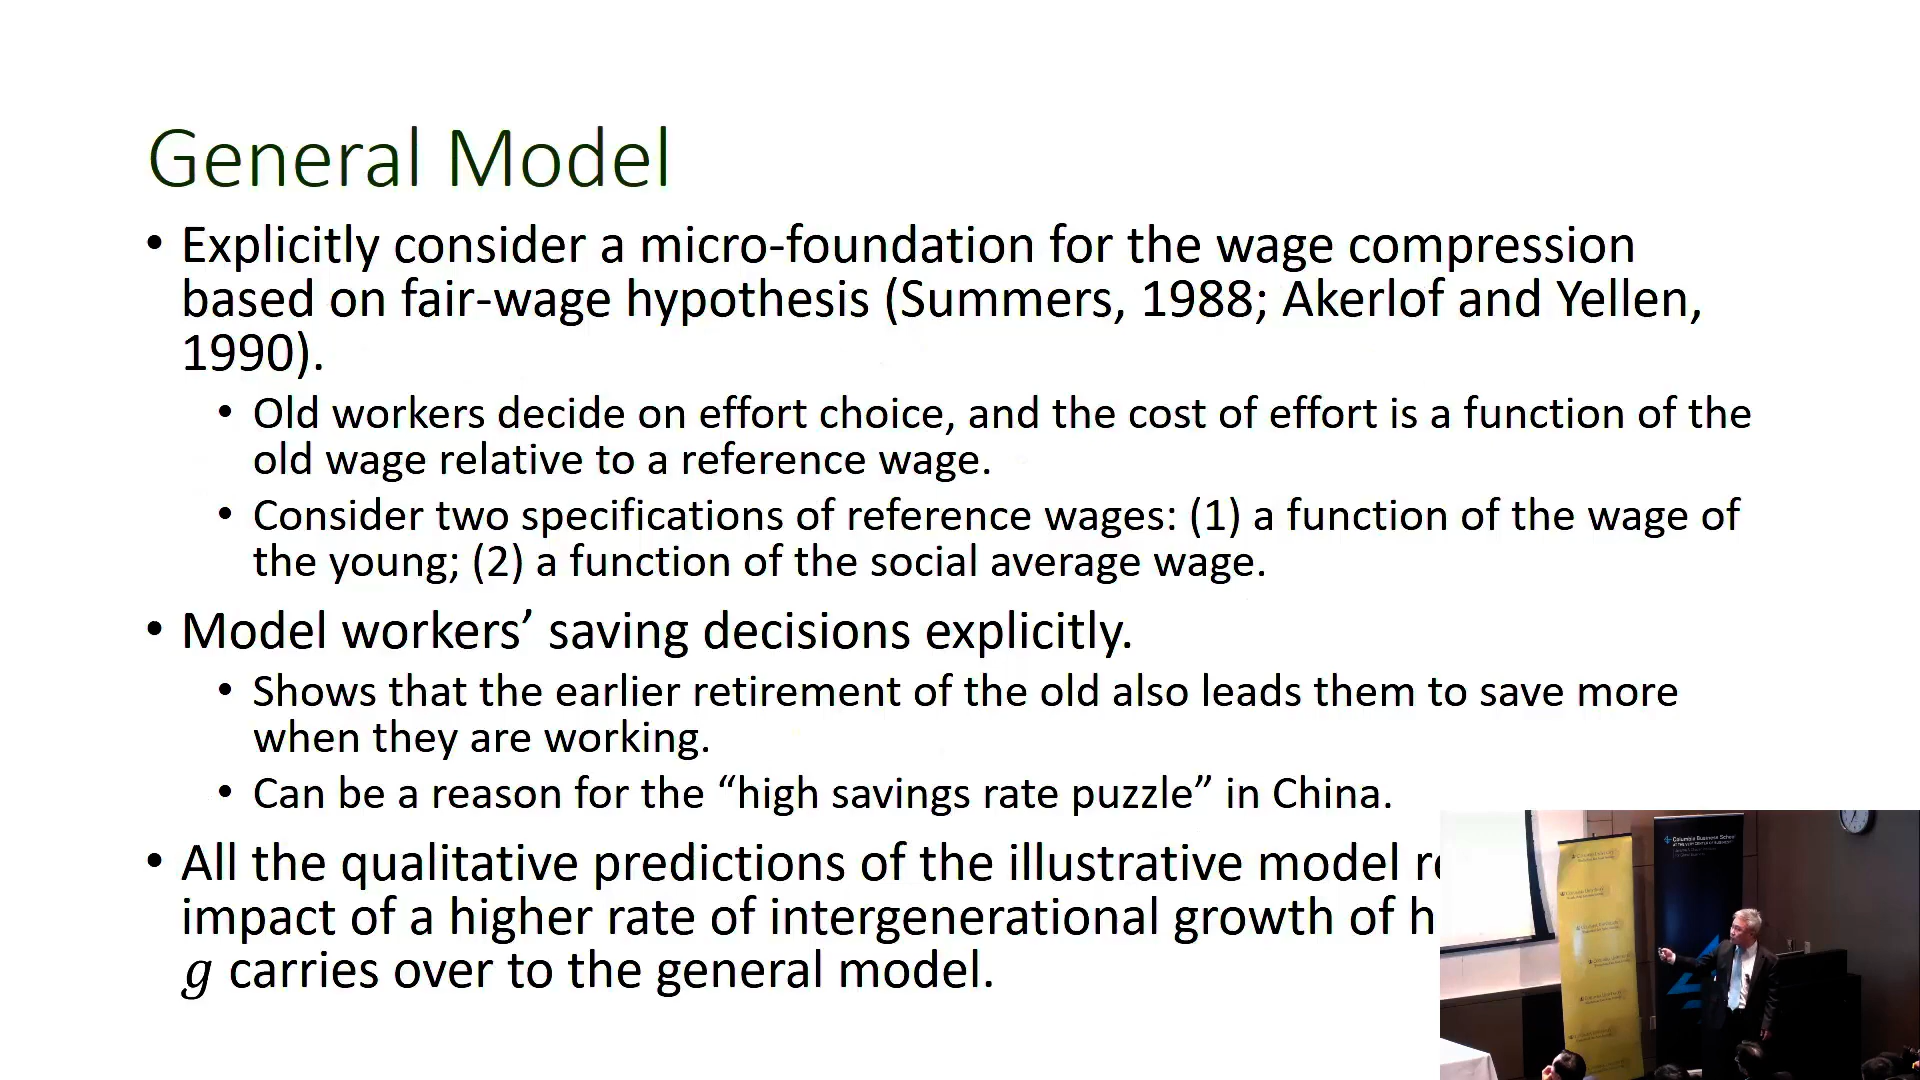 General Model
• Explicitly consider a micro-foundation for the wage compression
based on fair-wage hypothesis (Summers, 1988; Akerlof and Yellen,
1990).
• Old workers decide on effort choice, and the cost of effort is a function of the
old wage relative to a reference wage.
• Consider two specifications of reference wages: (1) a function of the wage of
the young; (2) a function of the social average wage.
• Model workers’ saving decisions explicitly.
• Shows that the earlier retirement of the old also leads them to save more
when they are working.
• Can be a reason for the “high savings rate puzzle” in China.
• All the qualitative predictions of the illustrative model
impact of a higher rate of intergenerational growth of
g carries over to the general model.
Columbia Business School